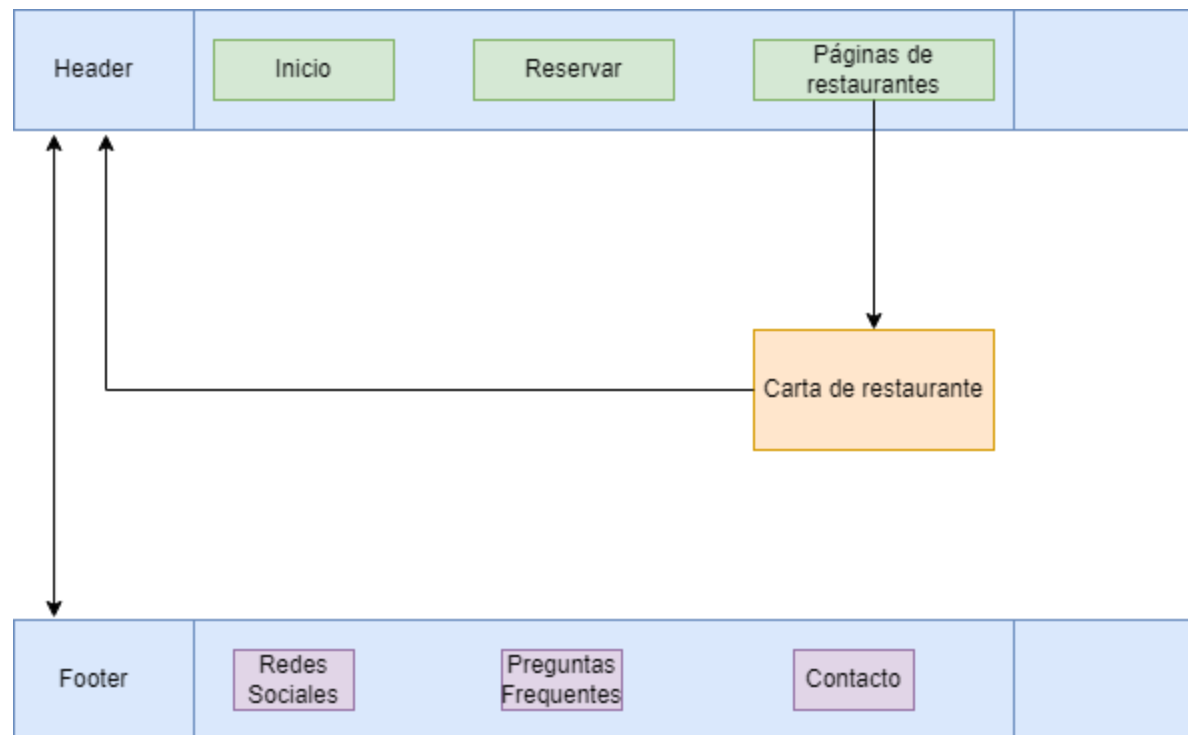 Header
Inicio
Reservar
Páginas de
restaurantes
Carta de restaurante
Footer
Redes
Sociales
Preguntas
Frequentes
Contacto